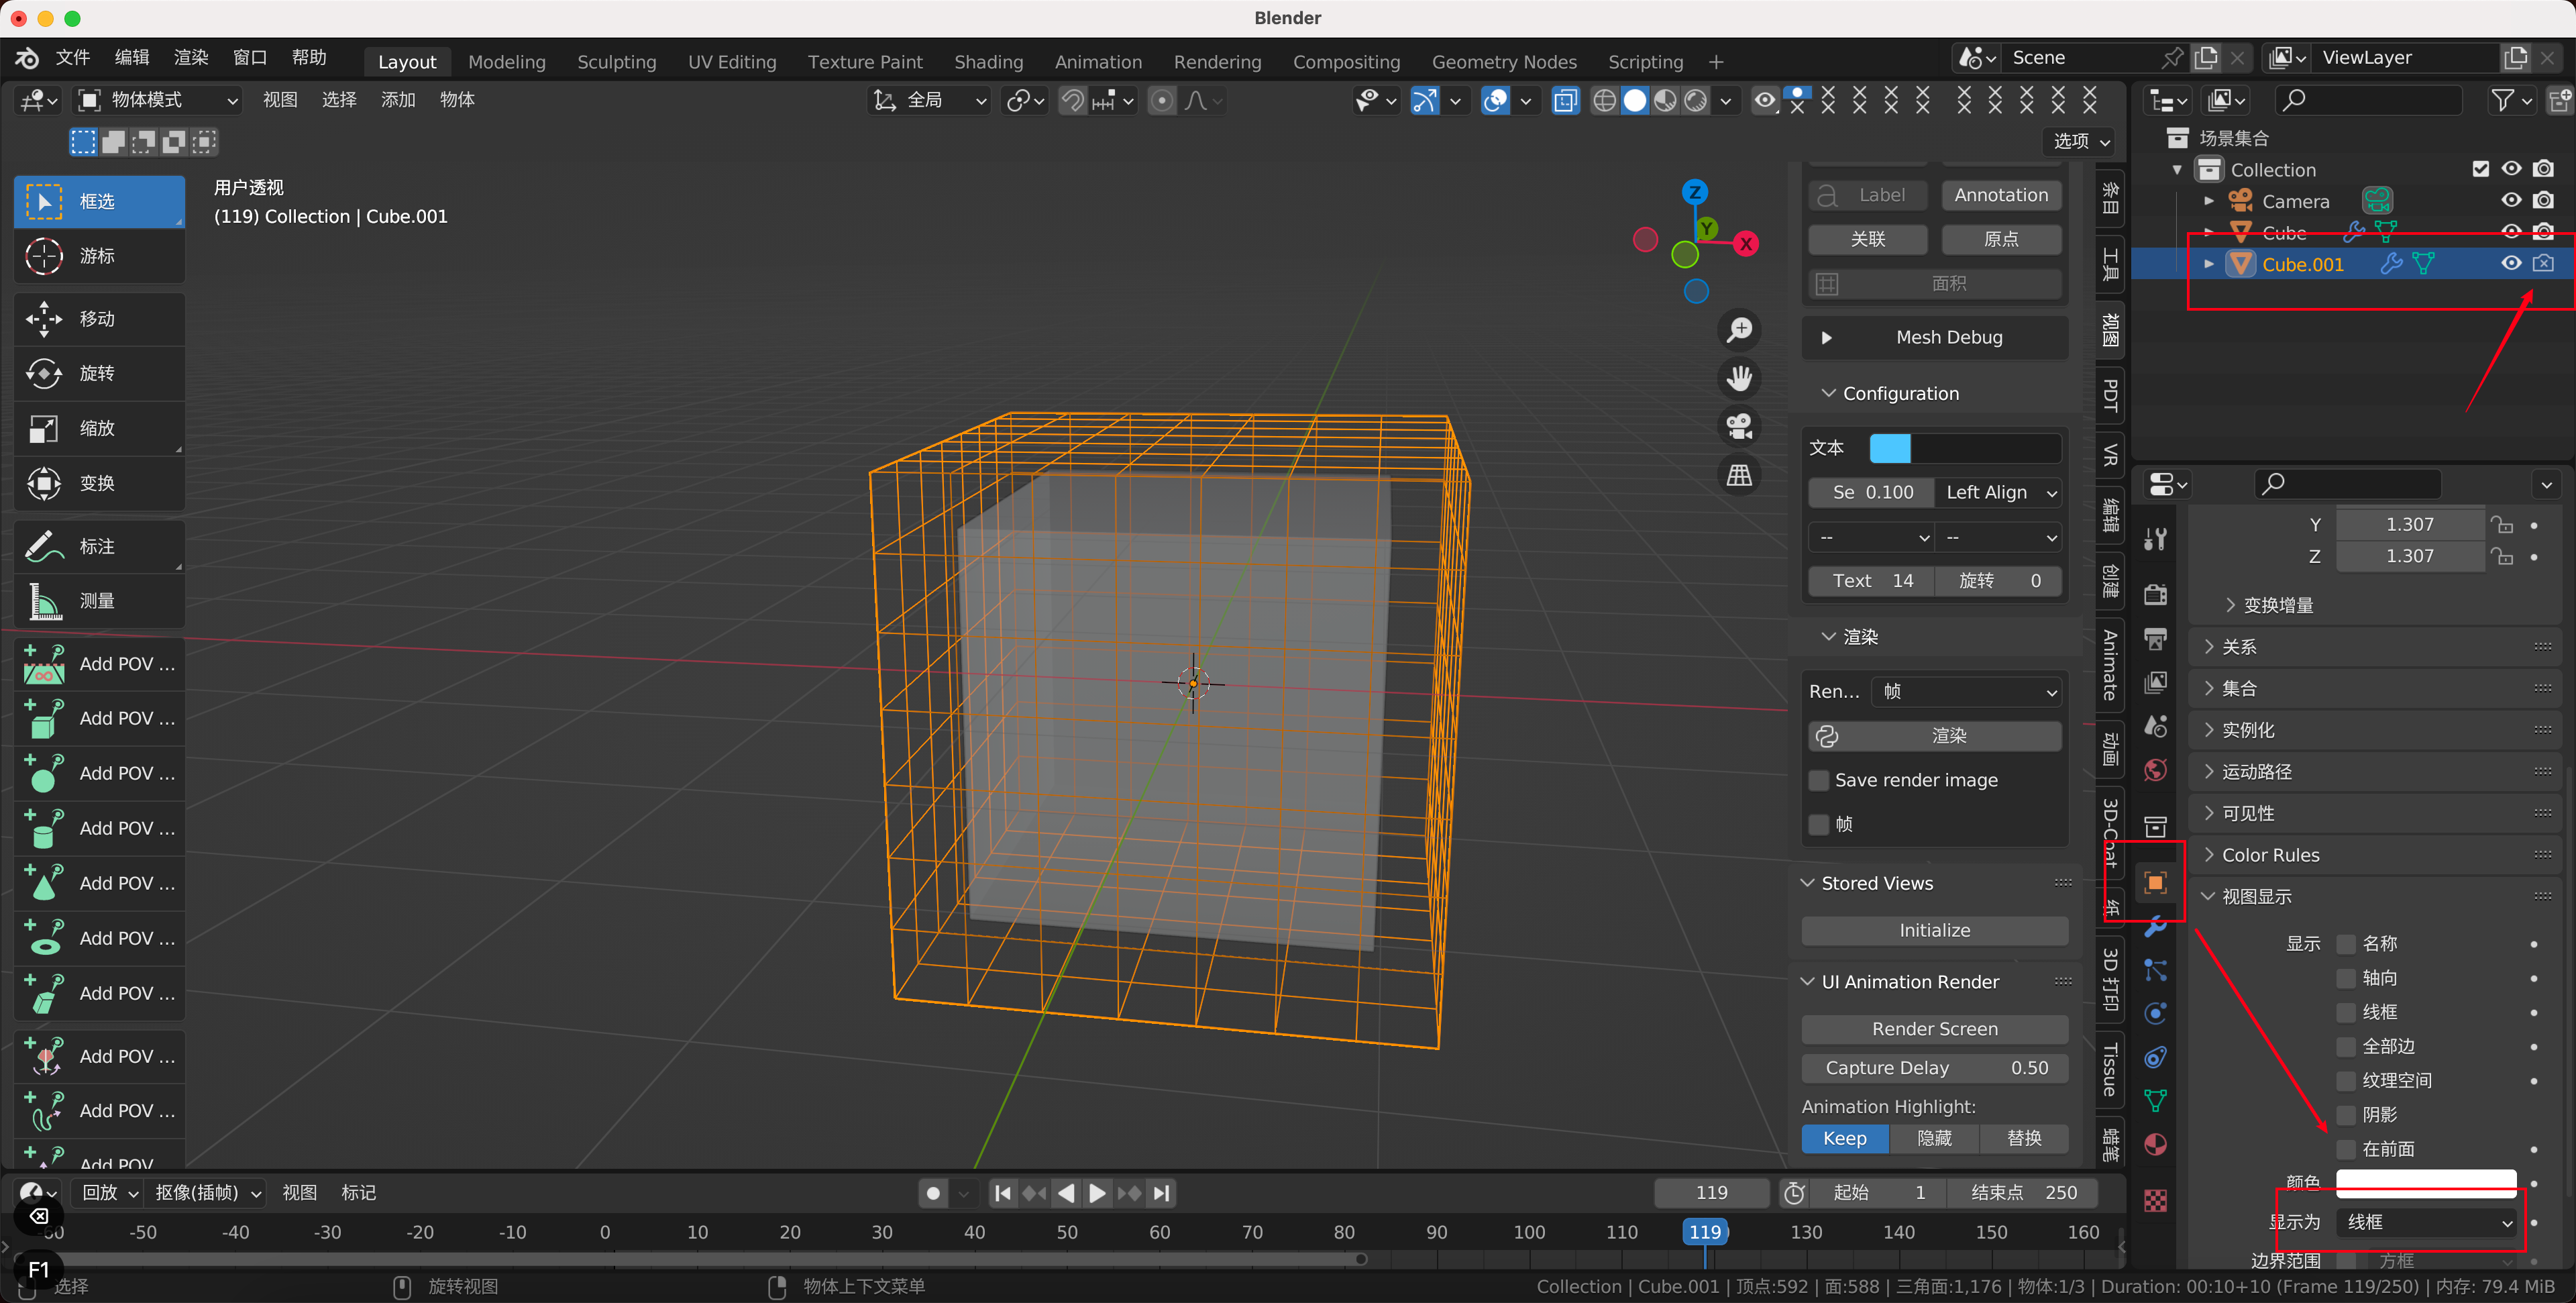 Blender
文件 编辑 渲染 窗口 帮助 Layout Modeling Sculpting UV Editing Texture Paint Shading Animation Rendering Compositing Geometry Nodes Scripting + Scene ViewLayer
物体模式 视图 选择 添加 物体 全局
选项
用户透视
(119) Collection | Cube.001
框选
游标
移动
旋转
缩放
变换
标注
测量
Add POV ...
Add POV ...
Add POV ...
Add POV ...
Add POV ...
Add POV ...
Add POV ...
Add POV ...
Add POV ...
Add POV
Z
Y
X
Label Annotation
关联 原点
面积
Mesh Debug
Configuration
文本
Se 0.100 Left Align
-- --
Text 14 旋转 0
渲染
Ren... 帧
渲染
Save render image
帧
Stored Views
Initialize
UI Animation Render
Render Screen
Capture Delay 0.50
Animation Highlight:
Keep 隐藏 替换
条目
工具
视图
PDT
VR
编辑
创建
Animate
动画
3D-Coat
纸
3D 打印
Tissue
蜡笔
场景集合
Collection
Camera
Cube
Cube.001
Y 1.307
Z 1.307
变换增量
关系
集合
实例化
运动路径
可见性
Color Rules
视图显示
显示 名称
轴向
线框
全部边
纹理空间
阴影
在前面
颜色
显示为 线框
边界范围 方框
回放 抠像(插帧) 视图 标记 119 起始 1 结束点 250
60 -50 -40 -30 -20 -10 0 10 20 30 40 50 60 70 80 90 100 110 119 130 140 150 160
F1
选择 旋转视图 物体上下文菜单 Collection | Cube.001 | 顶点:592 | 面:588 | 三角面:1,176 | 物体:1/3 | Duration: 00:10+10 (Frame 119/250) | 内存: 79.4 MiB